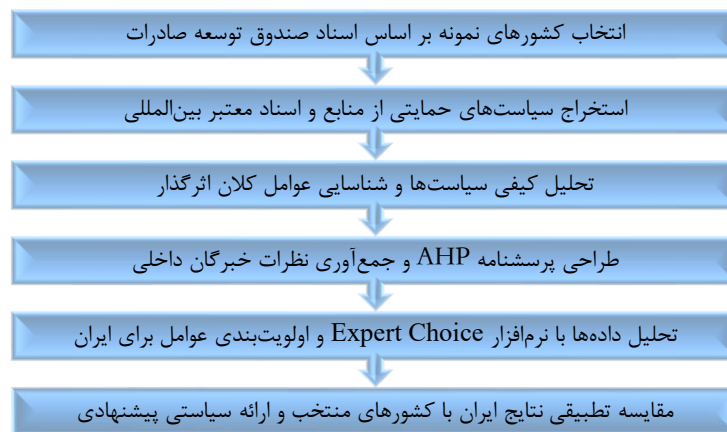 انتخاب کشورهای نمونه بر اساس اسناد صندوق توسعه صادرات
استخراج سیاست‌های حمایتی از منابع و اسناد معتبر بین‌المللی
تحلیل کیفی سیاست‌ها و شناسایی عوامل کلان اثرگذار
طراحی پرسشنامه AHP و جمع‌آوری نظرات خبرگان داخلی
تحلیل داده‌ها با نرم‌افزار Expert Choice و اولویت‌بندی عوامل برای ایران
مقایسه تطبیقی نتایج ایران با کشورهای منتخب و ارائه سیاستی پیشنهادی